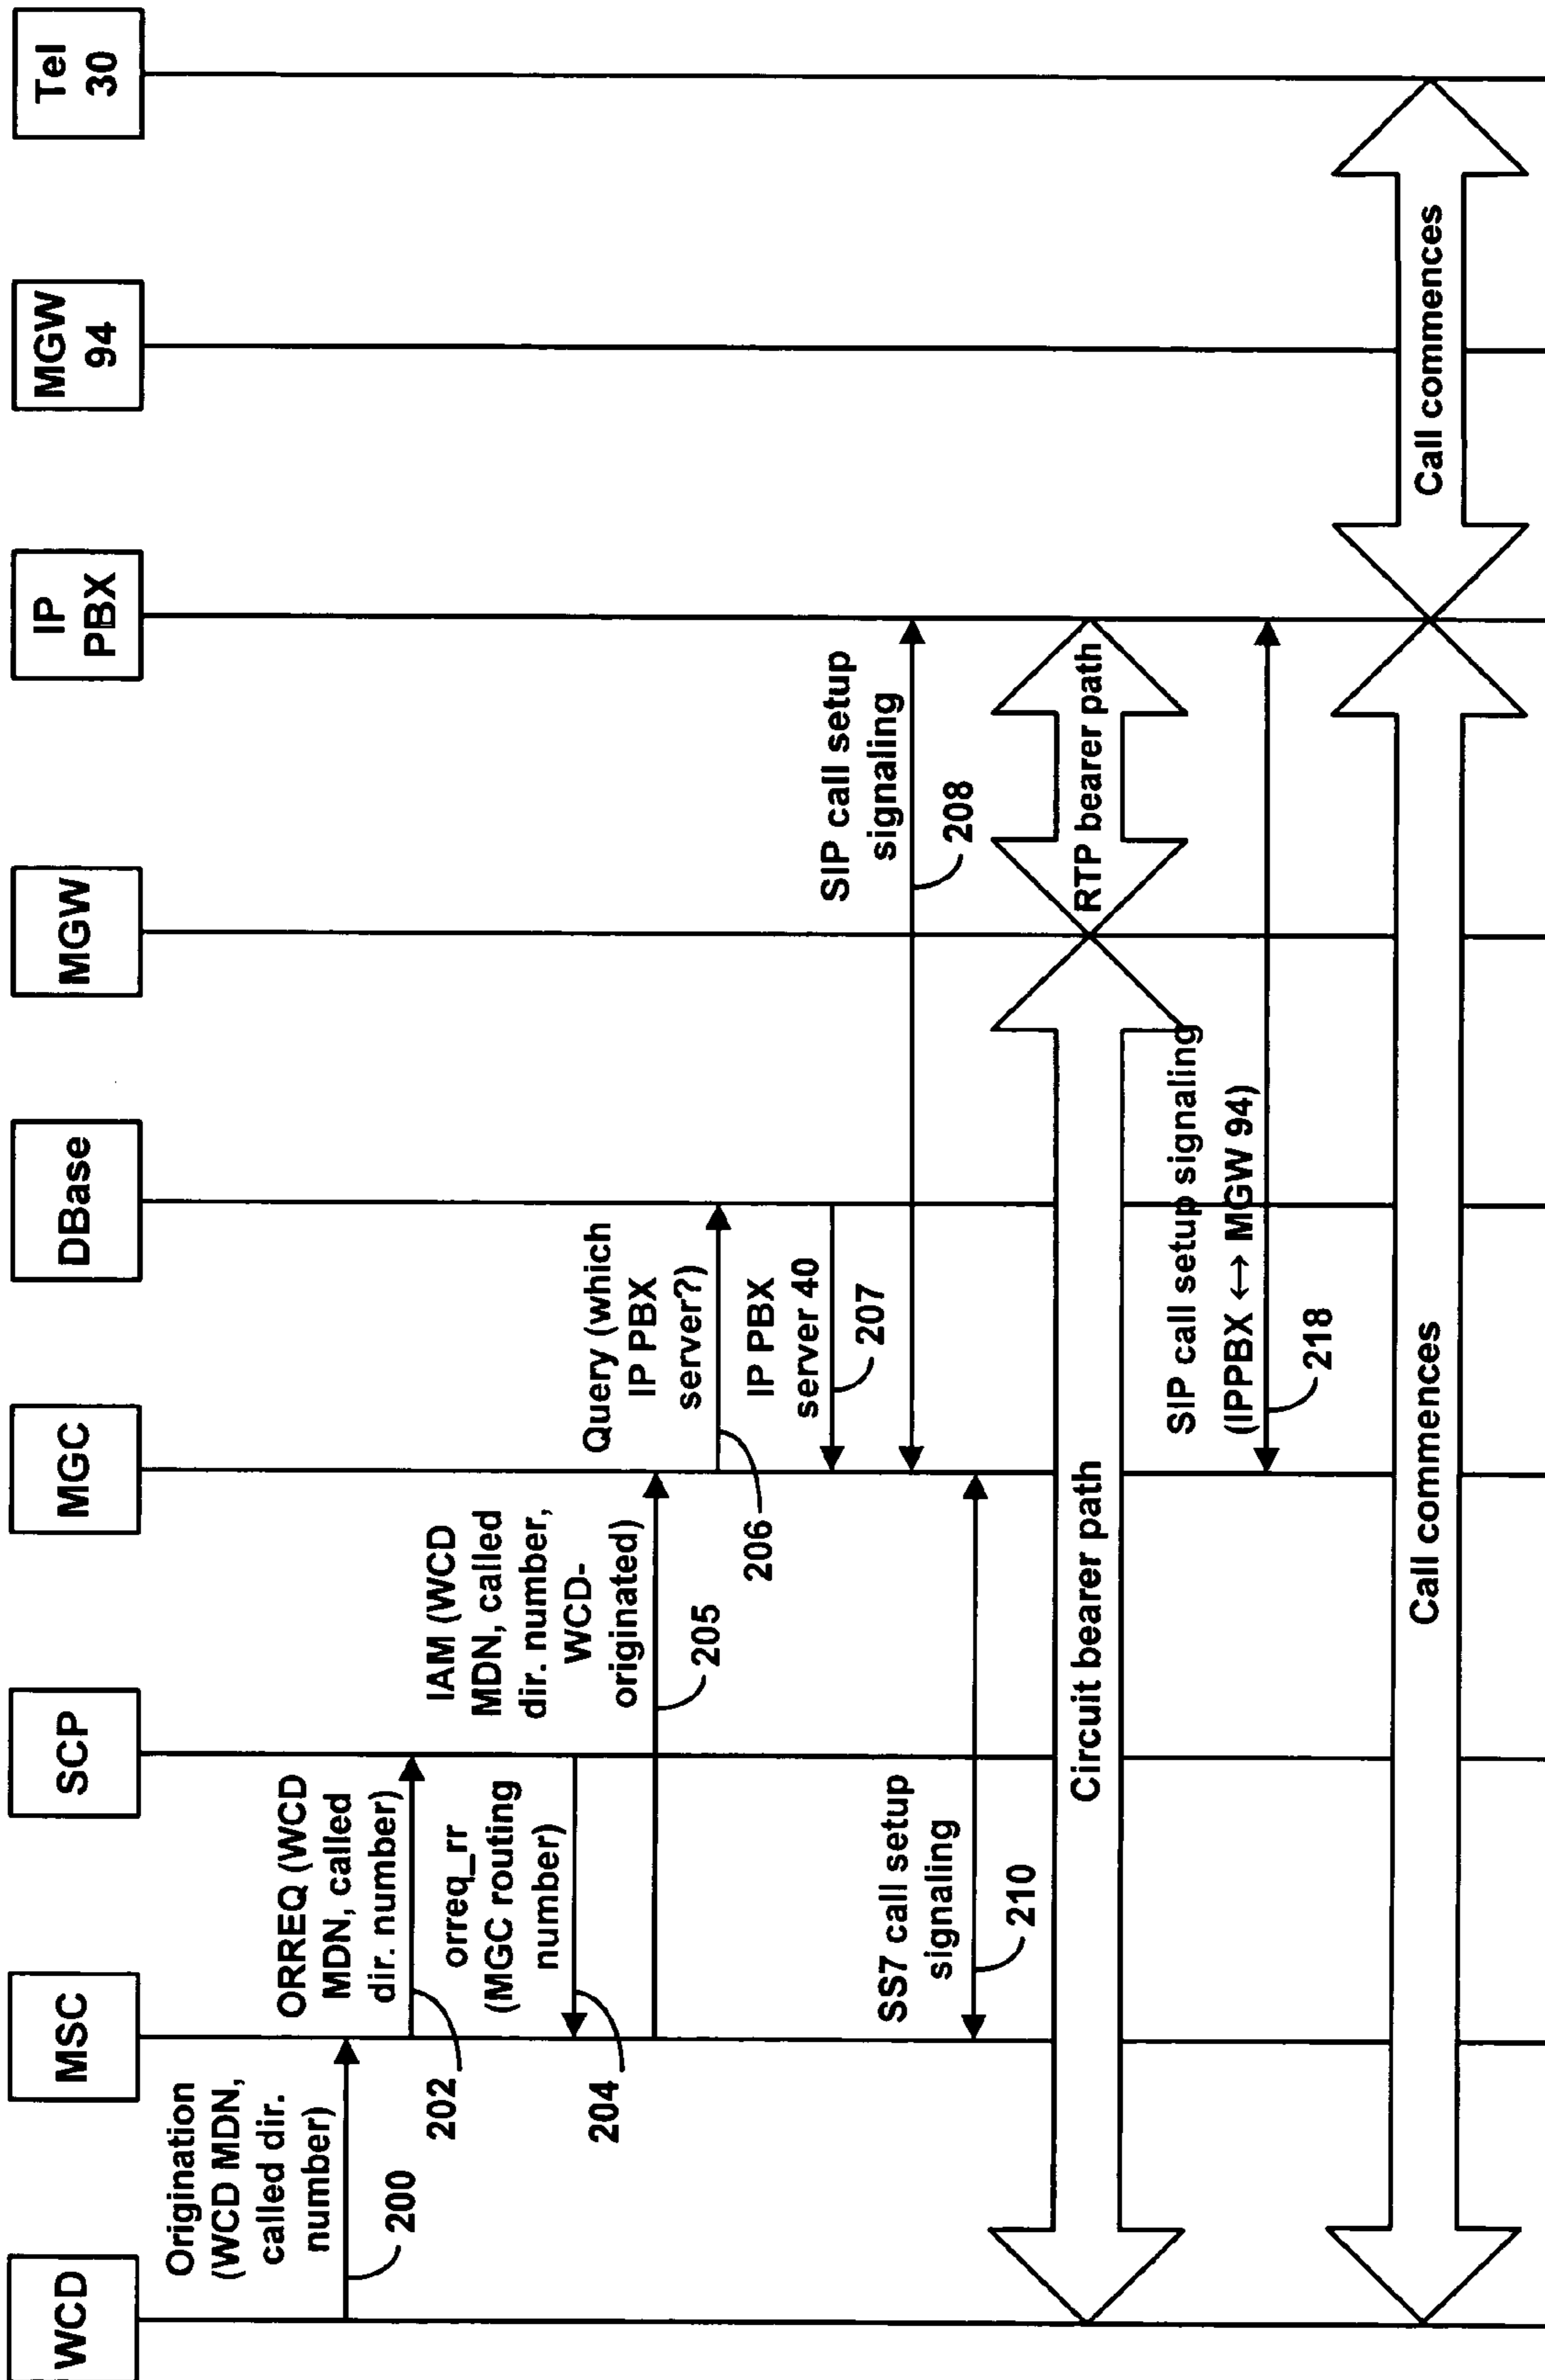 WCD
MSC
SCP
MGC
DBase
MGW
IP
PBX
MGW
94
Tel
30
Origination
(WCD MDN,
called dir.
number)
200
ORREQ (WCD
MDN, called
dir. number)
202
orreq_rr
(MGC routing
number)
204
IAM (WCD
MDN, called
dir. number,
WCD-
originated)
205
Query (which
IP PBX
server?)
206
IP PBX
server 40
207
SIP call setup
signaling
208
SS7 call setup
signaling
210
Circuit bearer path
RTP bearer path
SIP call setup signaling
(IPPBX ↔ MGW 94)
218
Call commences
Call commences